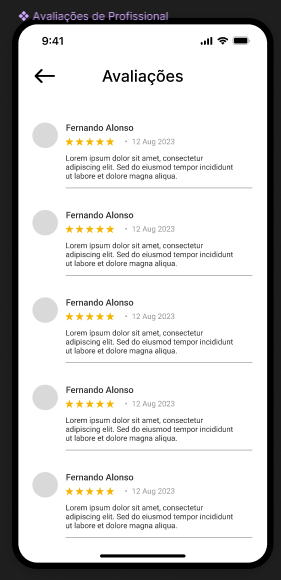 Avaliações de Profissional
9:41
Avaliações
Fernando Alonso
• 12 Aug 2023
Lorem ipsum dolor sit amet, consectetur
adipiscing elit. Sed do eiusmod tempor incididunt
ut labore et dolore magna aliqua.
Fernando Alonso
• 12 Aug 2023
Lorem ipsum dolor sit amet, consectetur
adipiscing elit. Sed do eiusmod tempor incididunt
ut labore et dolore magna aliqua.
Fernando Alonso
• 12 Aug 2023
Lorem ipsum dolor sit amet, consectetur
adipiscing elit. Sed do eiusmod tempor incididunt
ut labore et dolore magna aliqua.
Fernando Alonso
• 12 Aug 2023
Lorem ipsum dolor sit amet, consectetur
adipiscing elit. Sed do eiusmod tempor incididunt
ut labore et dolore magna aliqua.
Fernando Alonso
• 12 Aug 2023
Lorem ipsum dolor sit amet, consectetur
adipiscing elit. Sed do eiusmod tempor incididunt
ut labore et dolore magna aliqua.